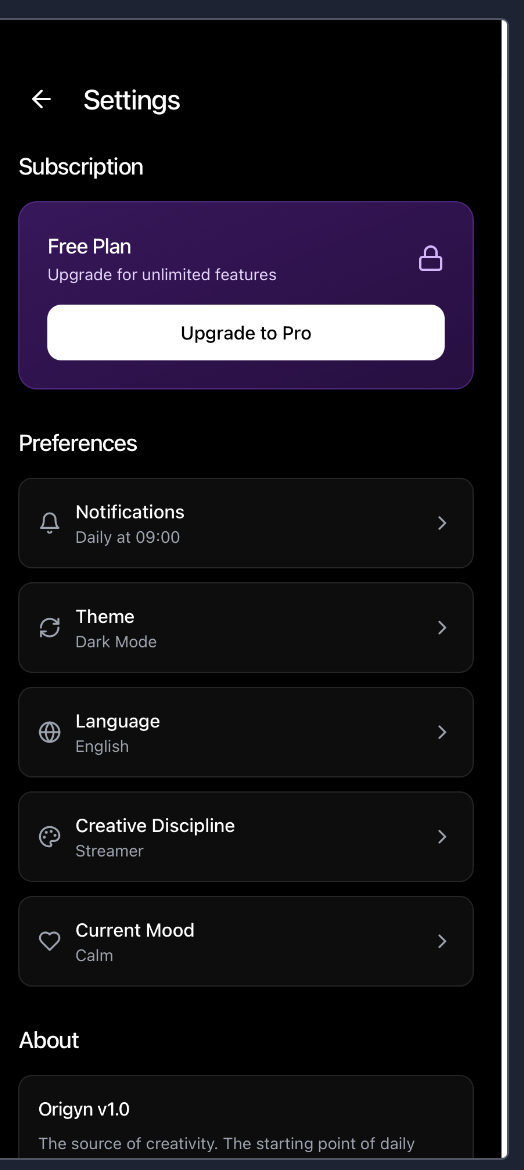 Settings
Subscription
Free Plan
Upgrade for unlimited features
Upgrade to Pro
Preferences
Notifications
Daily at 09:00
Theme
Dark Mode
Language
English
Creative Discipline
Streamer
Current Mood
Calm
About
Origyn v1.0
The source of creativity. The starting point of daily